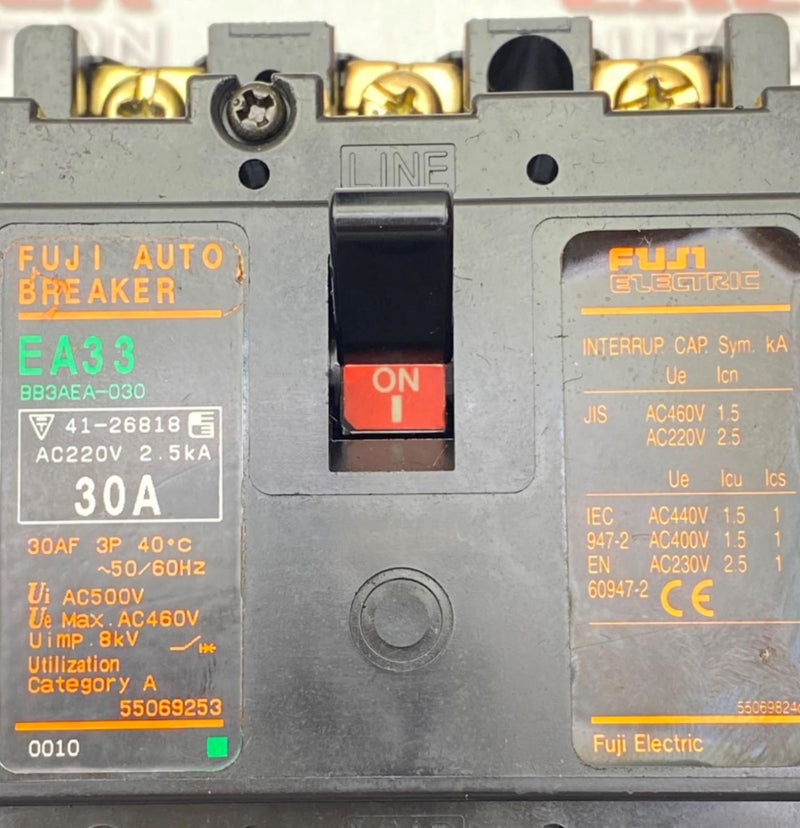 LINE
FUJI AUTO
BREAKER
EA33
BB3AEA-030
41-26818
AC220V 2.5kA
30A
30AF 3P 40°C
~50/60Hz
Ui AC500V
Ue Max.AC460V
Uimp.8kV
Utilization
Category A
55069253
0010
ON
I
FUJI
ELECTRIC
INTERRUP. CAP. Sym. kA
Ue Icn
JIS AC460V 1.5
AC220V 2.5
Ue Icu Ics
IEC AC440V 1.5 1
947-2 AC400V 1.5 1
EN AC230V 2.5 1
60947-2 CE
Fuji Electric